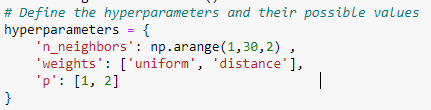 # Define the hyperparameters and their possible values
hyperparameters = {
    'n_neighbors': np.arange(1,30,2) ,
    'weights': ['uniform', 'distance'],
    'p': [1, 2]
}